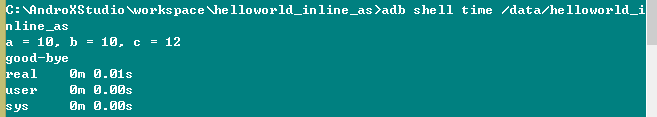 C:\AndroXStudio\workspace\helloworld_inline_as>adb shell time /data/helloworld_i
nline_as
a = 10, b = 10, c = 12
good-bye
real    0m 0.01s
user    0m 0.00s
sys     0m 0.00s